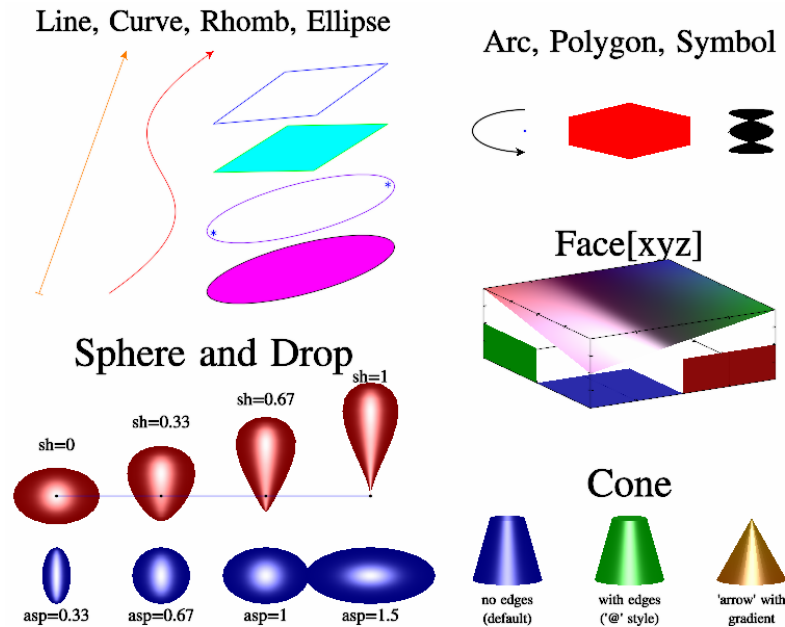 Line, Curve, Rhomb, Ellipse
Arc, Polygon, Symbol
Face[xyz]
Sphere and Drop
sh=0
sh=0.33
sh=0.67
sh=1
asp=0.33
asp=0.67
asp=1
asp=1.5
Cone
no edges
(default)
with edges
('@' style)
'arrow' with
gradient